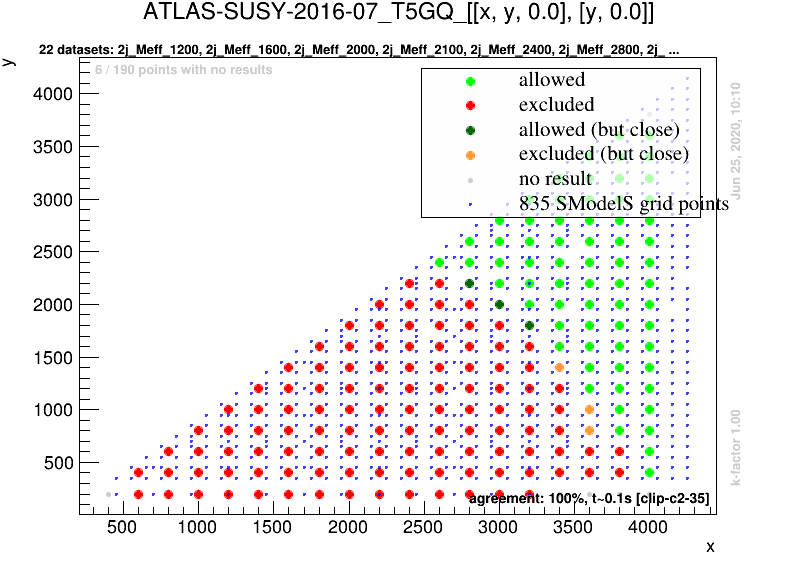 ATLAS-SUSY-2016-07_T5GQ_[[x, y, 0.0], [y, 0.0]]
22 datasets: 2j_Meff_1200, 2j_Meff_1600, 2j_Meff_2000, 2j_Meff_2100, 2j_Meff_2400, 2j_Meff_2800, 2j_ ...
y
6 / 190 points with no results
allowed
excluded
allowed (but close)
excluded (but close)
no result
835 SModelS grid points
Jun 25, 2020, 10:10
4000
3500
3000
2500
2000
1500
1000
500
k-factor 1.00
agreement: 100%, t~0.1s [clip-c2-35]
500 1000 1500 2000 2500 3000 3500 4000
x